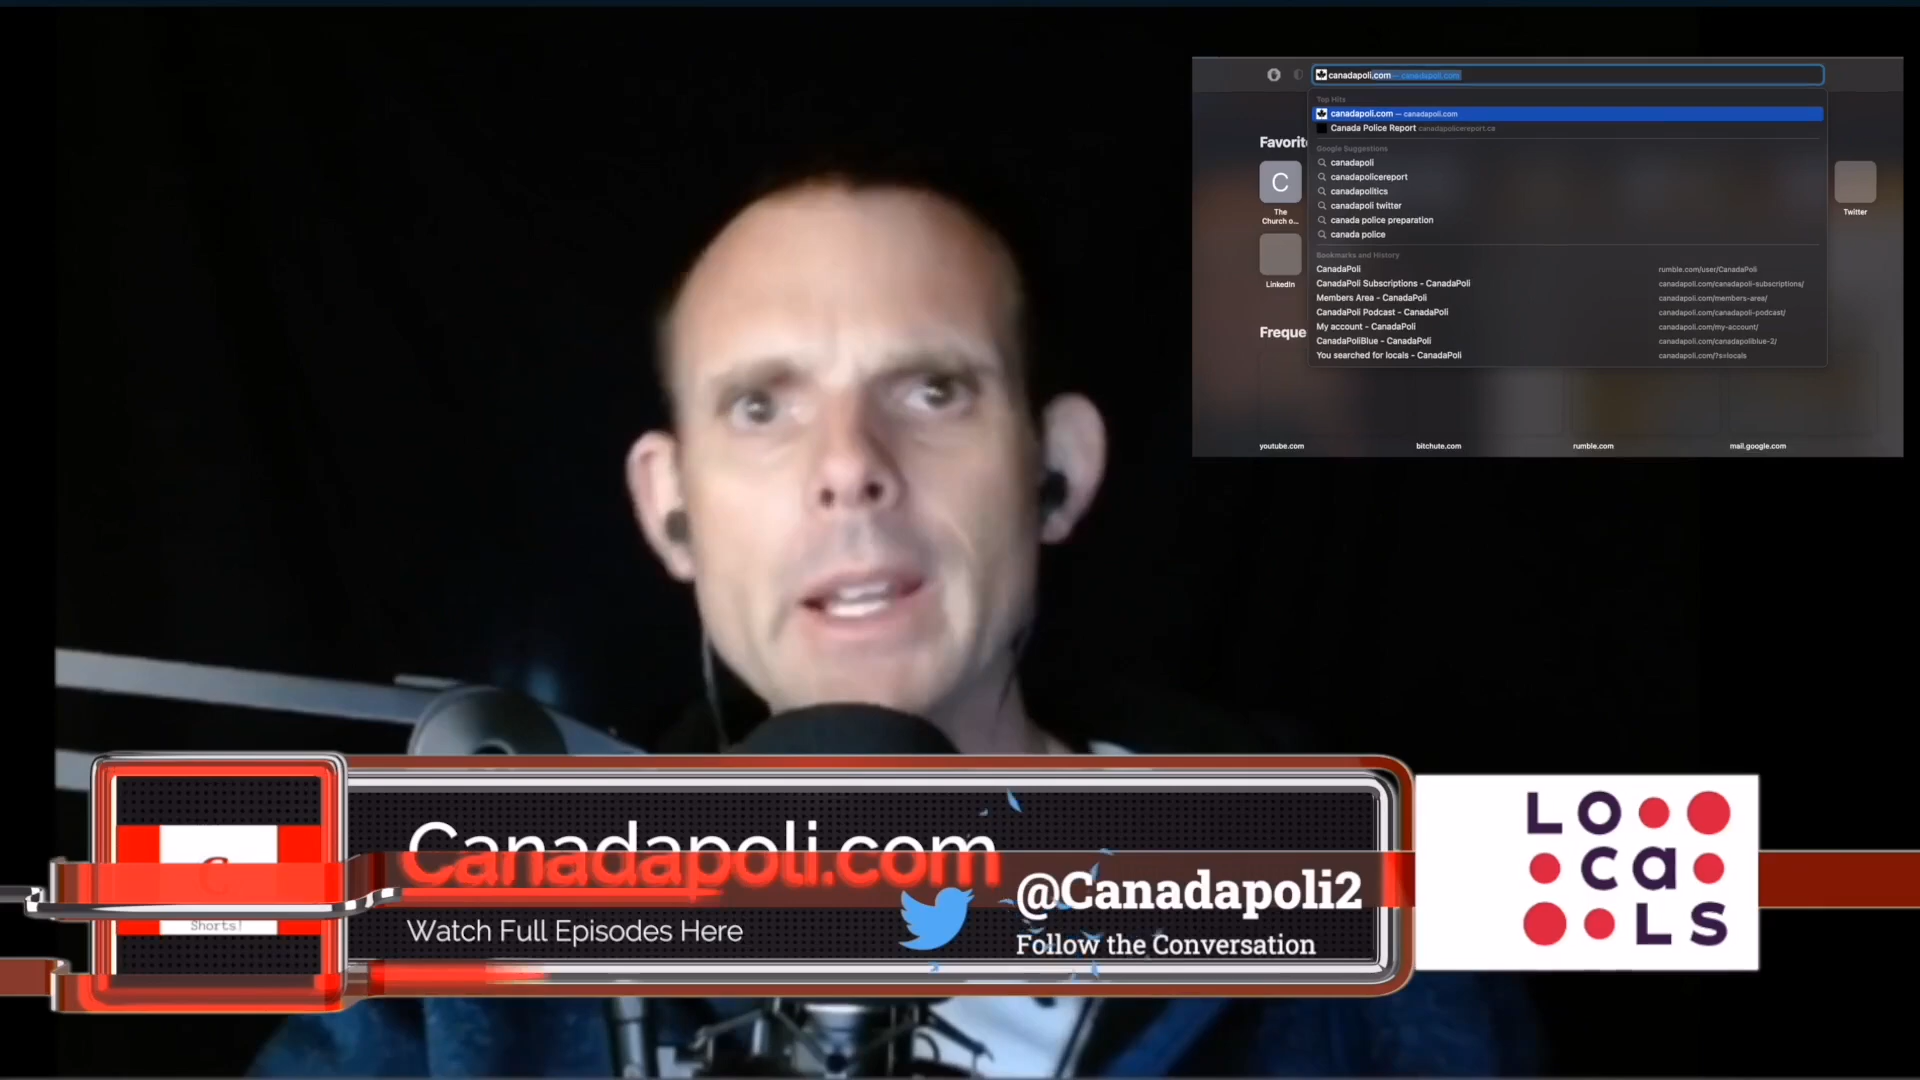 canadapoli.com — canadapoli.com
Top Hits
canadapoli.com — canadapoli.com
Canada Police Report canadapolicereport.ca
Google Suggestions
canadapoli
canadapolicereport
canadapolitics
canadapoli twitter
canada police preparation
canada police
Bookmarks and History
CanadaPoli rumble.com/user/CanadaPoli
CanadaPoli Subscriptions - CanadaPoli canadapoli.com/canadapoli-subscriptions/
Members Area - CanadaPoli canadapoli.com/members-area/
CanadaPoli Podcast - CanadaPoli canadapoli.com/canadapoli-podcast/
My account - CanadaPoli canadapoli.com/my-account/
CanadaPoliBlue - CanadaPoli canadapoli.com/canadapoliblue-2/
You searched for locals - CanadaPoli canadapoli.com/?s=locals
Favorit
C
The
Church o...
Twitter
LinkedIn
Freque
youtube.com
bitchute.com
rumble.com
mail.google.com
C
Shorts!
Canadapoli.com
Watch Full Episodes Here
@Canadapoli2
Follow the Conversation
LO
Ca
LS